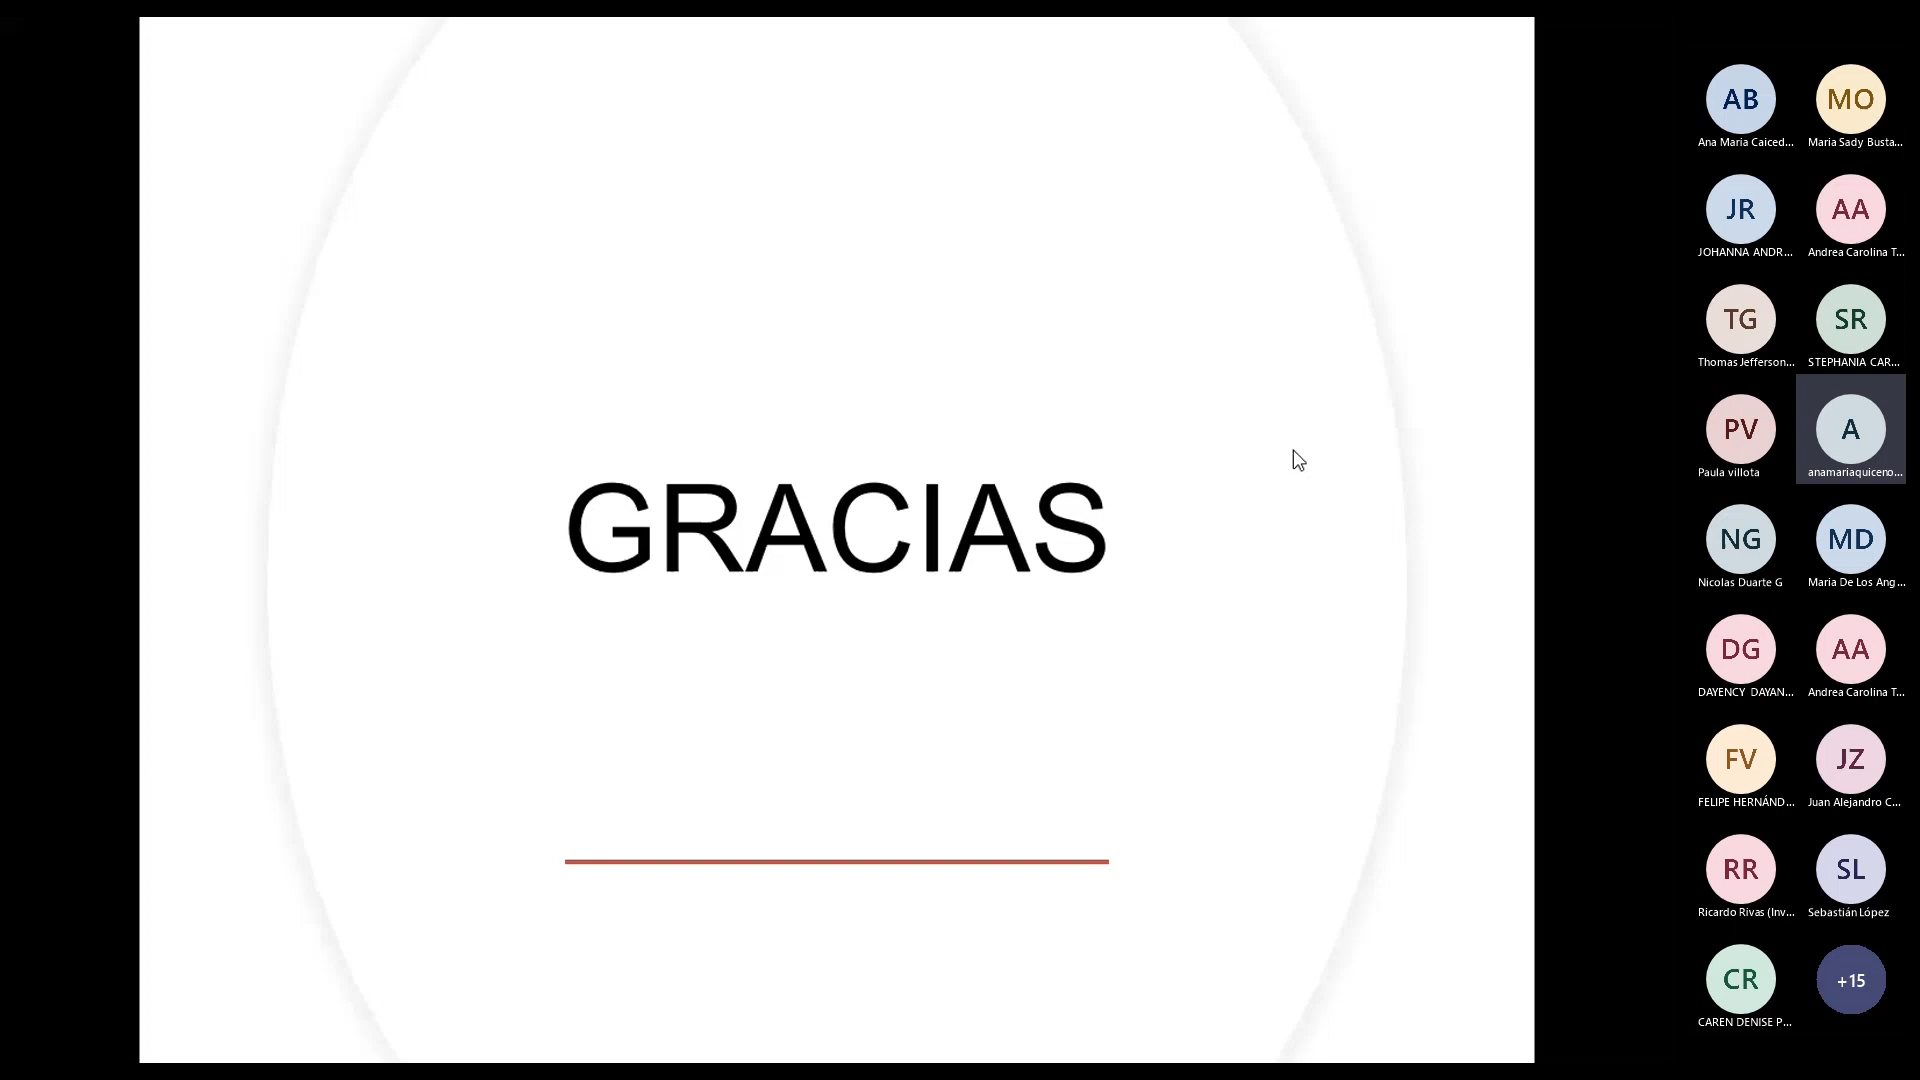 GRACIAS
AB
MO
Ana Maria Caiced...
Maria Sady Busta...
JR
AA
JOHANNA ANDR...
Andrea Carolina T...
TG
SR
Thomas Jefferson...
STEPHANIA CAR...
PV
A
Paula villota
anamariaquiceno...
NG
MD
Nicolas Duarte G
Maria De Los Ang...
DG
AA
DAYENCY DAYAN...
Andrea Carolina T...
FV
JZ
FELIPE HERNÁND...
Juan Alejandro C...
RR
SL
Ricardo Rivas (Inv...
Sebastián López
CR
+15
CAREN DENISE P...